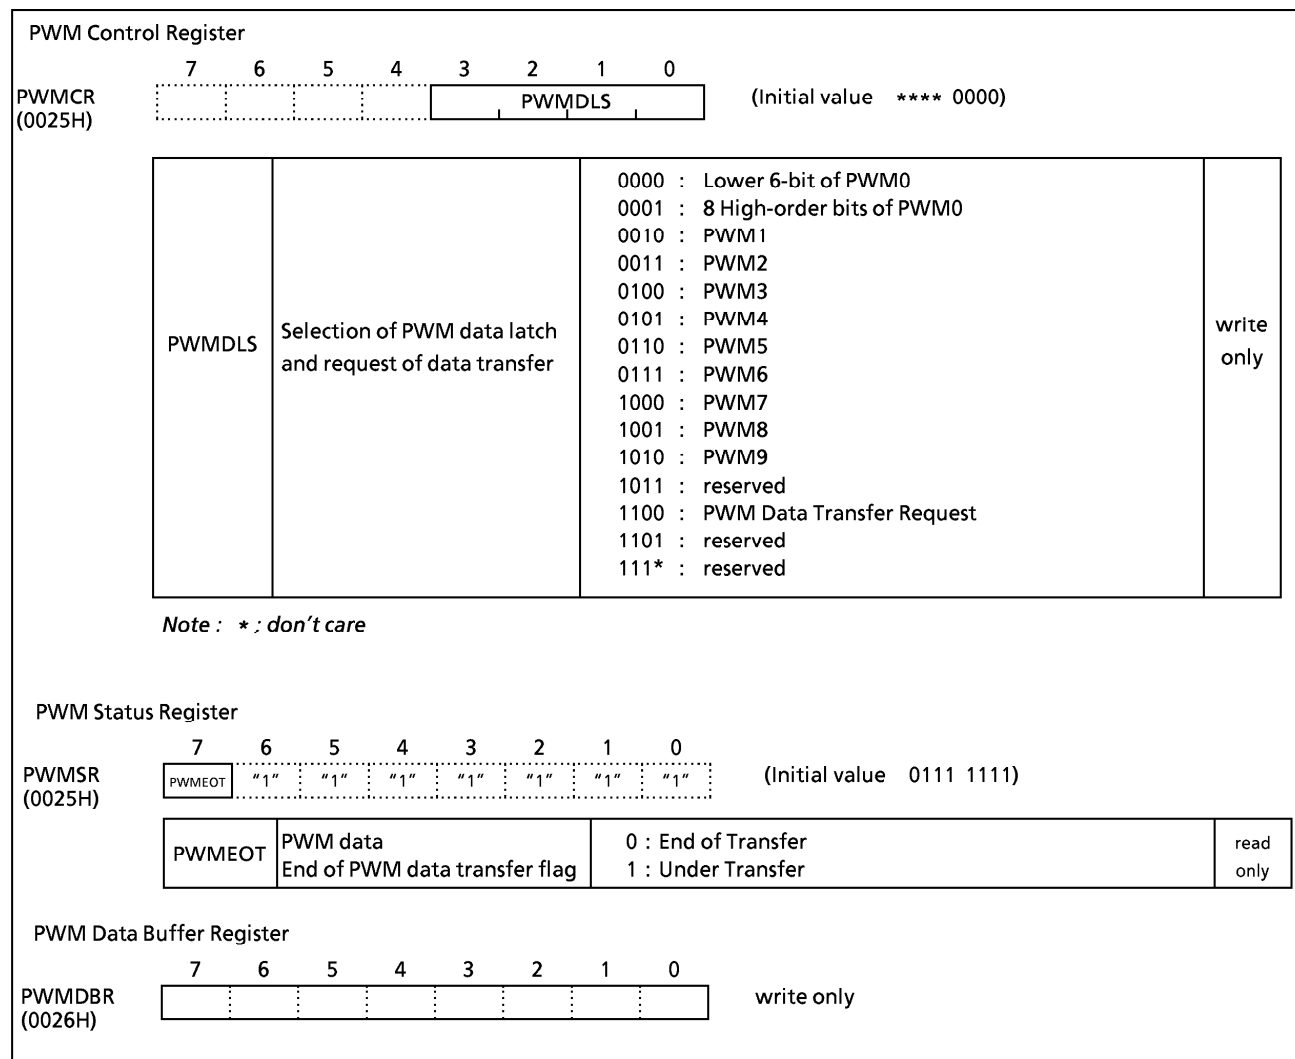 PWM Control Register
7 6 5 4 3 2 1 0
PWMCR
(0025H)
PWMDLS
(Initial value **** 0000)
PWMDLS
Selection of PWM data latch
and request of data transfer
0000 : Lower 6-bit of PWM0
0001 : 8 High-order bits of PWM0
0010 : PWM1
0011 : PWM2
0100 : PWM3
0101 : PWM4
0110 : PWM5
0111 : PWM6
1000 : PWM7
1001 : PWM8
1010 : PWM9
1011 : reserved
1100 : PWM Data Transfer Request
1101 : reserved
111* : reserved
write
only
Note : * ; don't care
PWM Status Register
7 6 5 4 3 2 1 0
PWMSR
(0025H)
PWMEOT "1" "1" "1" "1" "1" "1" "1"
(Initial value 0111 1111)
PWMEOT
PWM data
End of PWM data transfer flag
0 : End of Transfer
1 : Under Transfer
read
only
PWM Data Buffer Register
7 6 5 4 3 2 1 0
PWMDBR
(0026H)
write only